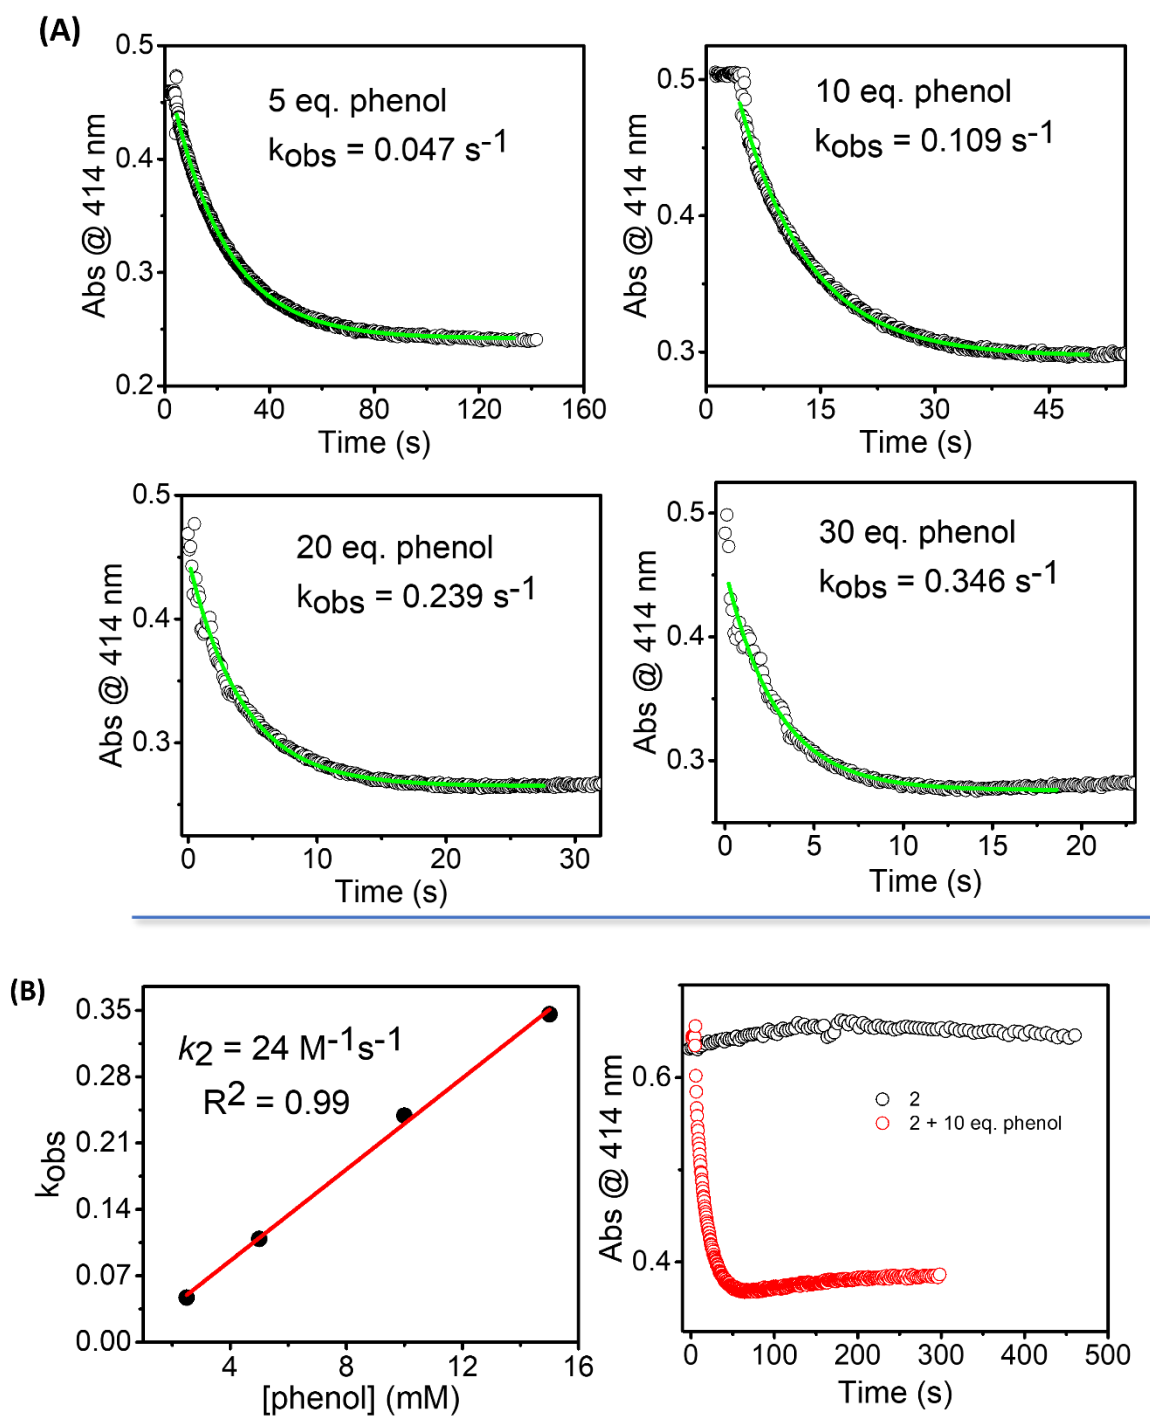 (A)
5 eq. phenol
kobs = 0.047 s-1
Abs @ 414 nm
0.5
0.4
0.3
0.2
0 40 80 120 160
Time (s)
10 eq. phenol
kobs = 0.109 s-1
Abs @ 414 nm
0.5
0.4
0.3
0 15 30 45
Time (s)
20 eq. phenol
kobs = 0.239 s-1
Abs @ 414 nm
0.5
0.4
0.3
0 10 20 30
Time (s)
30 eq. phenol
kobs = 0.346 s-1
Abs @ 414 nm
0.5
0.4
0.3
0 5 10 15 20
Time (s)
(B)
k2 = 24 M-1s-1
R2 = 0.99
kobs
0.35
0.28
0.21
0.14
0.07
0.00
4 8 12 16
[phenol] (mM)
2
2 + 10 eq. phenol
Abs @ 414 nm
0.6
0.4
0 100 200 300 400 500
Time (s)